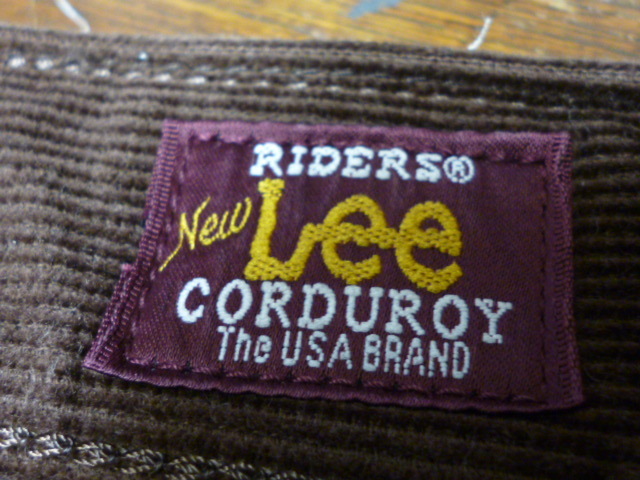 RIDERS®
New Lee
CORDUROY
The USA BRAND